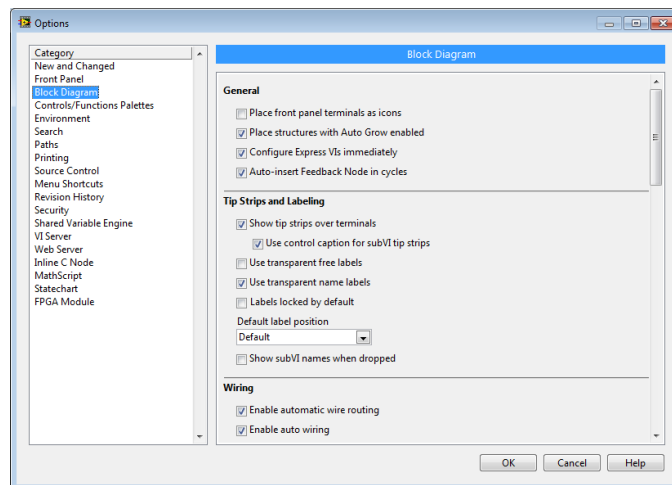 Options
Category
New and Changed
Front Panel
Block Diagram
Controls/Functions Palettes
Environment
Search
Paths
Printing
Source Control
Menu Shortcuts
Revision History
Security
Shared Variable Engine
VI Server
Web Server
Inline C Node
MathScript
Statechart
FPGA Module
Block Diagram
General
Place front panel terminals as icons
Place structures with Auto Grow enabled
Configure Express VIs immediately
Auto-insert Feedback Node in cycles
Tip Strips and Labeling
Show tip strips over terminals
Use control caption for subVI tip strips
Use transparent free labels
Use transparent name labels
Labels locked by default
Default label position
Default
Show subVI names when dropped
Wiring
Enable automatic wire routing
Enable auto wiring
OK Cancel Help